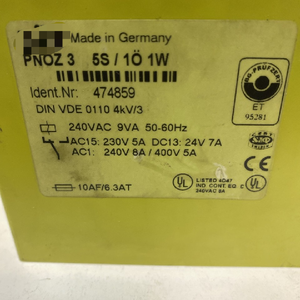 Made in Germany
PNOZ 3 5S / 1Ö 1W
Ident.Nr: 474859
DIN VDE 0110 4kV/3
240VAC 9VA 50-60Hz
AC15: 230V 5A DC13: 24V 7A
AC1: 240V 8A / 400V 5A
10AF/6.3AT
ET
95281
UL
LISTED
IND. CONT. EQ.
240VAC 8A
UL